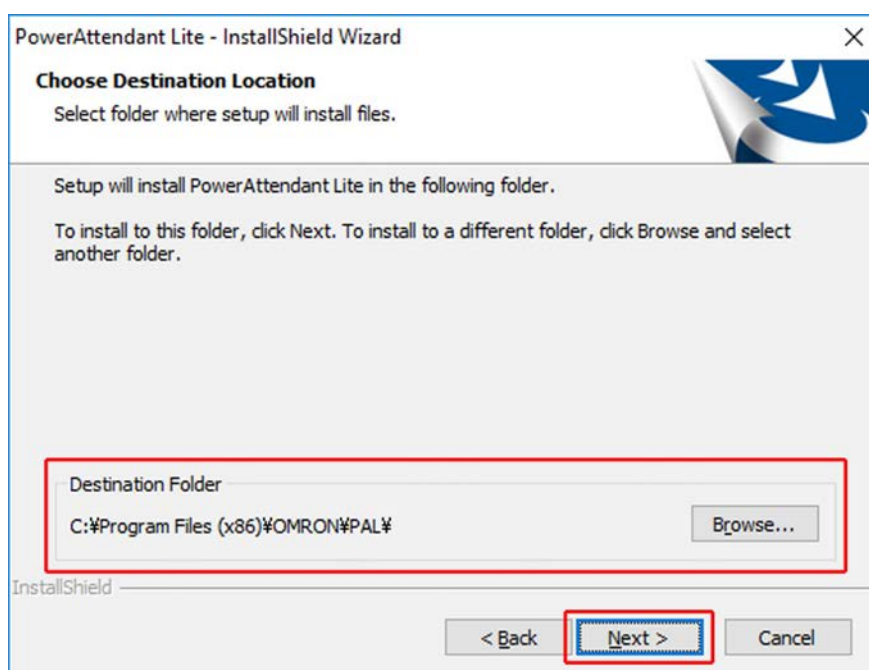 PowerAttendant Lite - InstallShield Wizard
Choose Destination Location
Select folder where setup will install files.
Setup will install PowerAttendant Lite in the following folder.
To install to this folder, click Next. To install to a different folder, click Browse and select
another folder.
Destination Folder
C:¥Program Files (x86)¥OMRON¥PAL¥
Browse...
InstallShield
< Back
Next >
Cancel